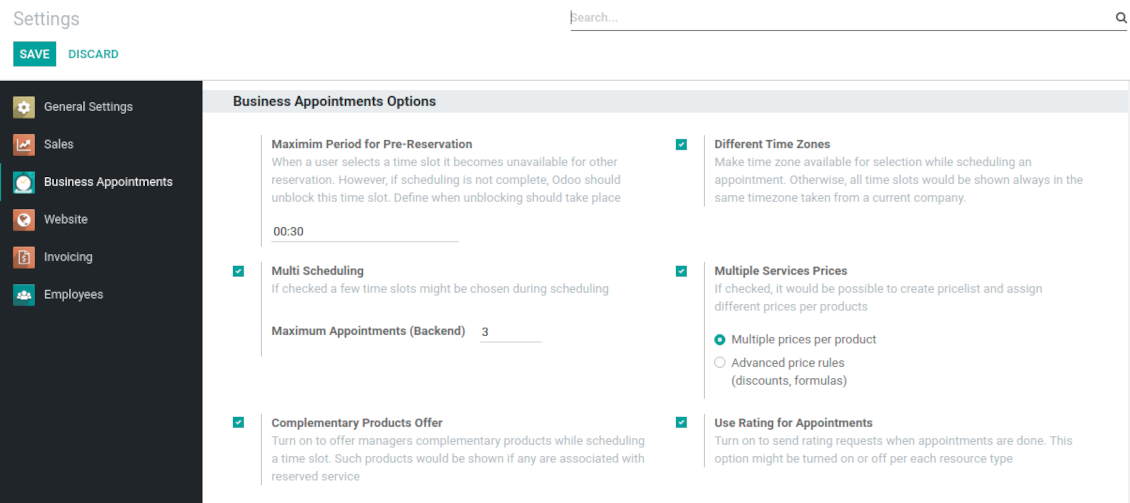 Settings
Search...
SAVE DISCARD
General Settings
Sales
Business Appointments
Website
Invoicing
Employees
Business Appointments Options
Maximim Period for Pre-Reservation
When a user selects a time slot it becomes unavailable for other
reservation. However, if scheduling is not complete, Odoo should
unblock this time slot. Define when unblocking should take place
00:30
Different Time Zones
Make time zone available for selection while scheduling an
appointment. Otherwise, all time slots would be shown always in the
same timezone taken from a current company.
Multi Scheduling
If checked a few time slots might be chosen during scheduling
Maximum Appointments (Backend) 3
Multiple Services Prices
If checked, it would be possible to create pricelist and assign
different prices per products
Multiple prices per product
Advanced price rules
(discounts, formulas)
Complementary Products Offer
Turn on to offer managers complementary products while scheduling
a time slot. Such products would be shown if any are associated with
reserved service
Use Rating for Appointments
Turn on to send rating requests when appointments are done. This
option might be turned on or off per each resource type